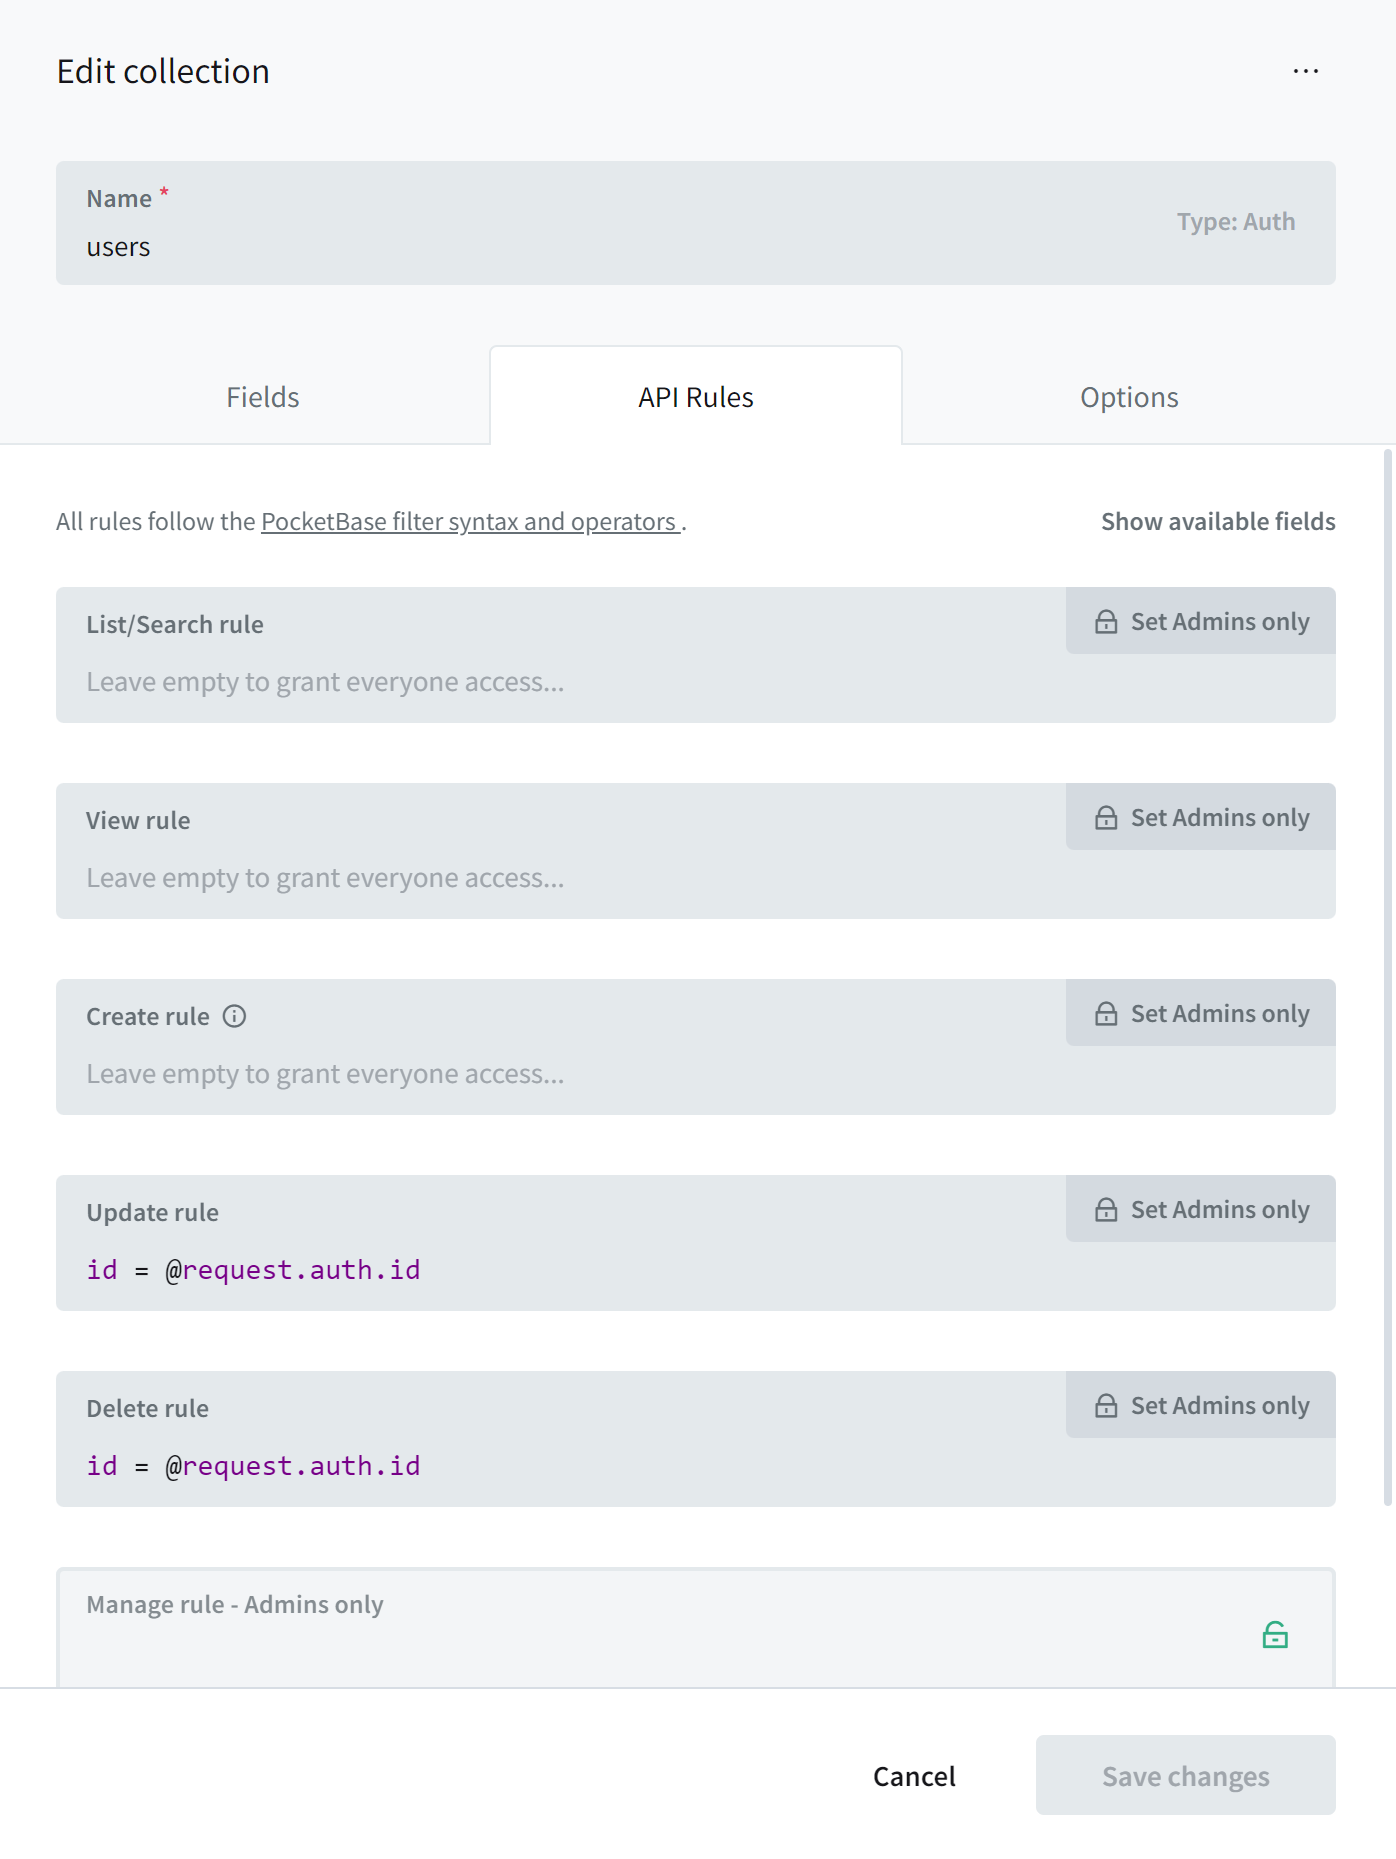 Edit collection
Name *
users
Type: Auth
Fields
API Rules
Options
All rules follow the PocketBase filter syntax and operators .
Show available fields
List/Search rule
Set Admins only
Leave empty to grant everyone access...
View rule
Set Admins only
Leave empty to grant everyone access...
Create rule
Set Admins only
Leave empty to grant everyone access...
Update rule
Set Admins only
id = @request.auth.id
Delete rule
Set Admins only
id = @request.auth.id
Manage rule - Admins only
Cancel
Save changes